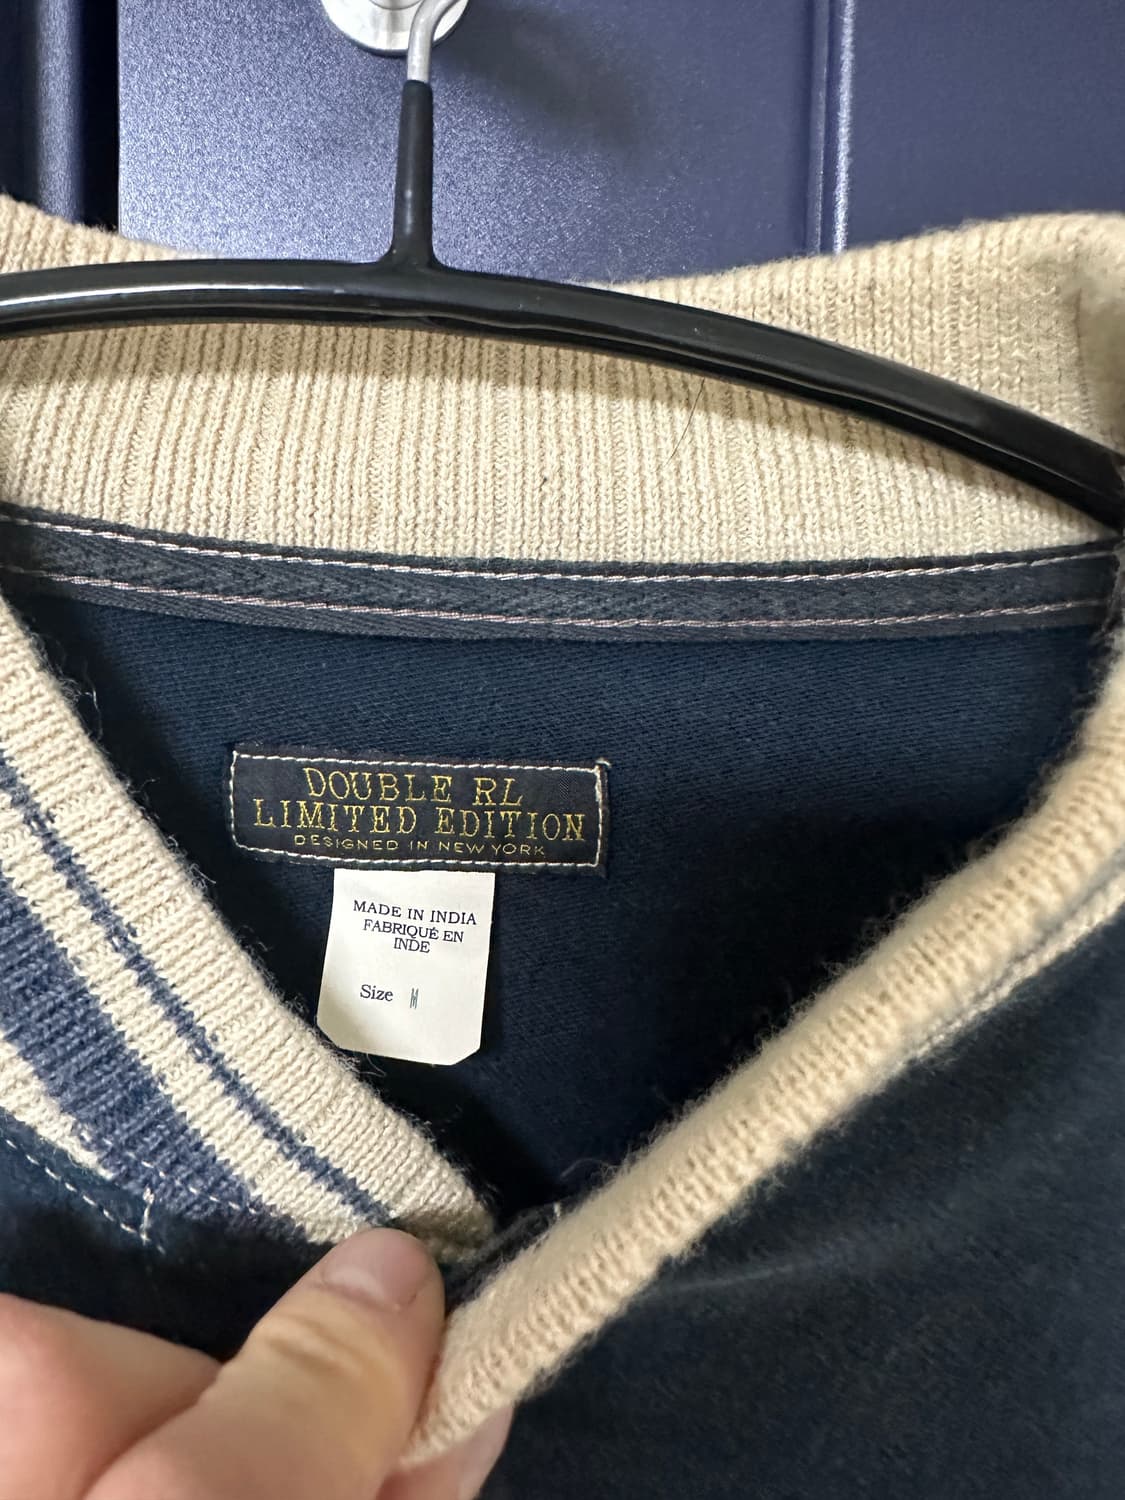 DOUBLE RL
LIMITED EDITION
DESIGNED IN NEW YORK
MADE IN INDIA
FABRIQUÉ EN
INDE
Size M